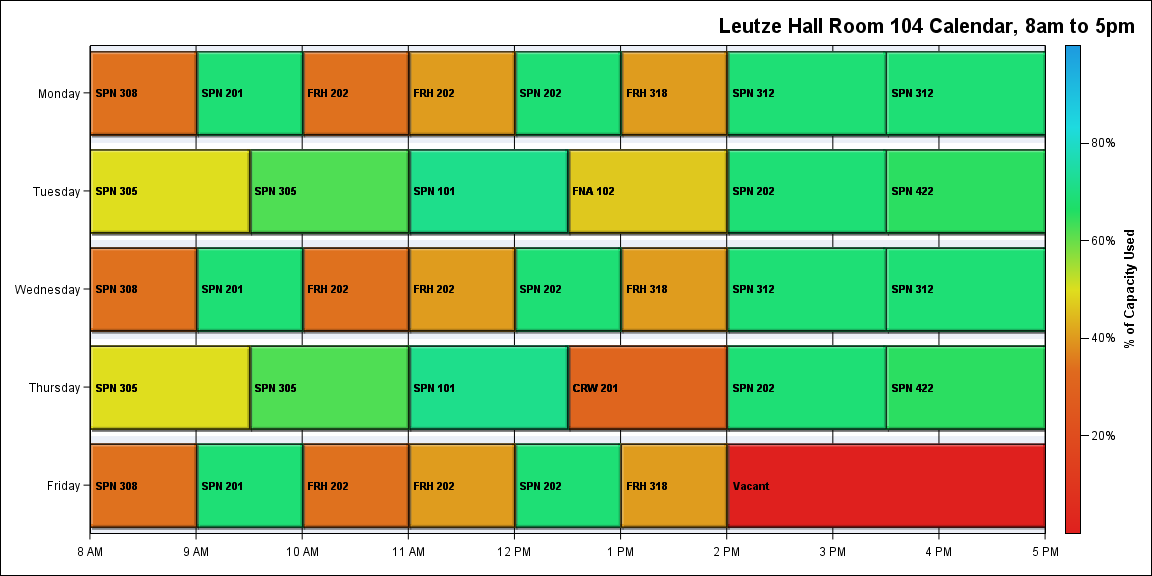 Leutze Hall Room 104 Calendar, 8am to 5pm
Monday
SPN 308
SPN 201
FRH 202
FRH 202
SPN 202
FRH 318
SPN 312
SPN 312
Tuesday
SPN 305
SPN 305
SPN 101
FNA 102
SPN 202
SPN 422
Wednesday
SPN 308
SPN 201
FRH 202
FRH 202
SPN 202
FRH 318
SPN 312
SPN 312
Thursday
SPN 305
SPN 305
SPN 101
CRW 201
SPN 202
SPN 422
Friday
SPN 308
SPN 201
FRH 202
FRH 202
SPN 202
FRH 318
Vacant
8 AM
9 AM
10 AM
11 AM
12 PM
1 PM
2 PM
3 PM
4 PM
5 PM
80%
60%
40%
20%
% of Capacity Used